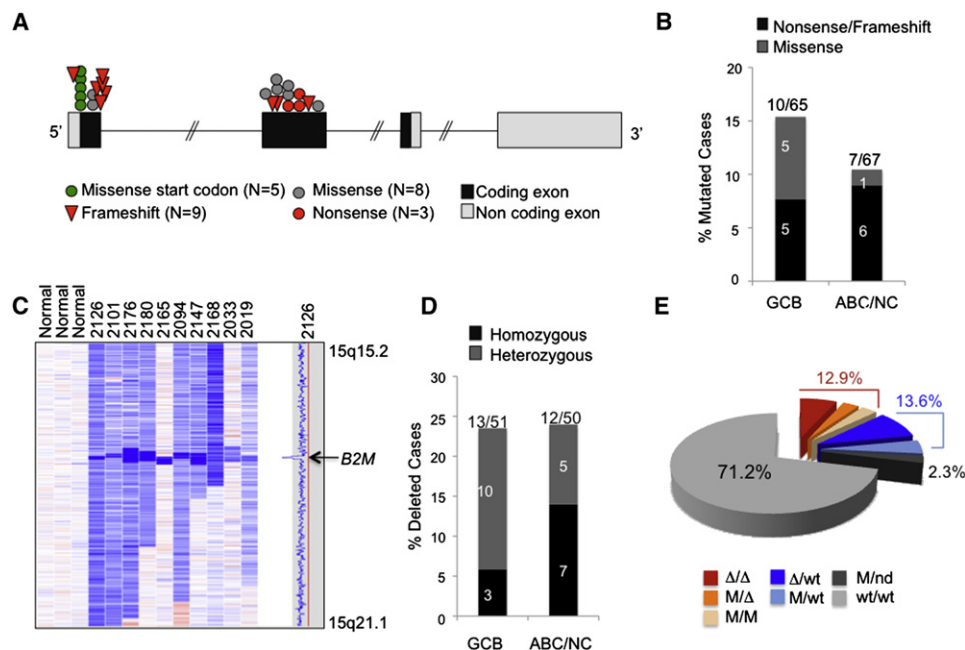 A
5'
3'
Missense start codon (N=5)
Missense (N=8)
Coding exon
Frameshift (N=9)
Nonsense (N=3)
Non coding exon
B
Nonsense/Frameshift
Missense
% Mutated Cases
20
15
10
5
0
10/65
5
5
7/67
1
6
GCB
ABC/NC
C
Normal
Normal
Normal
2126
2101
2176
2180
2165
2094
2147
2168
2033
2019
2126
15q15.2
B2M
15q21.1
D
Homozygous
Heterozygous
% Deleted Cases
30
25
20
15
10
5
0
13/51
10
3
12/50
5
7
GCB
ABC/NC
E
12.9%
13.6%
2.3%
71.2%
Δ/Δ
Δ/wt
M/nd
M/Δ
M/wt
wt/wt
M/M